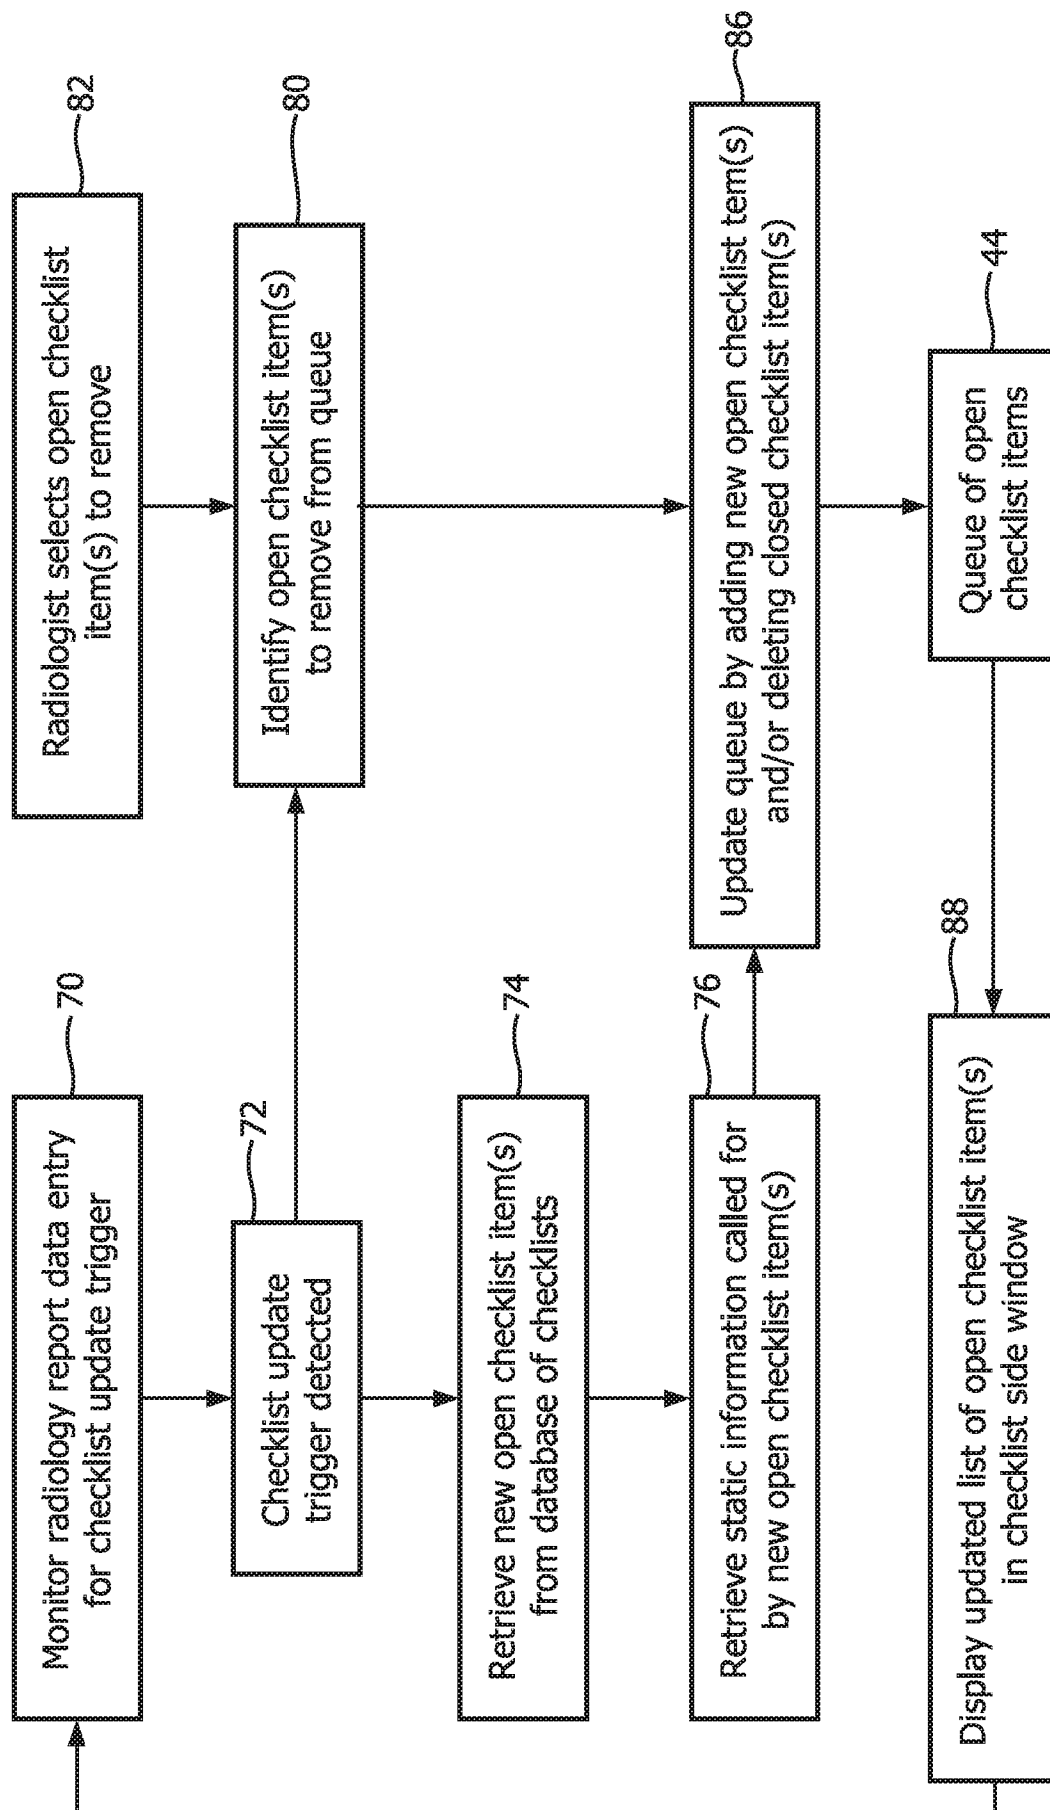 Monitor radiology report data entry
for checklist update trigger
70
Radiologist selects open checklist
item(s) to remove
82
Checklist update
trigger detected
72
Identify open checklist item(s)
to remove from queue
80
Retrieve new open checklist item(s)
from database of checklists
74
Retrieve static information called for
by new open checklist item(s)
76
Update queue by adding new open checklist tem(s)
and/or deleting closed checklist item(s)
86
Display updated list of open checklist item(s)
in checklist side window
88
Queue of open
checklist items
44